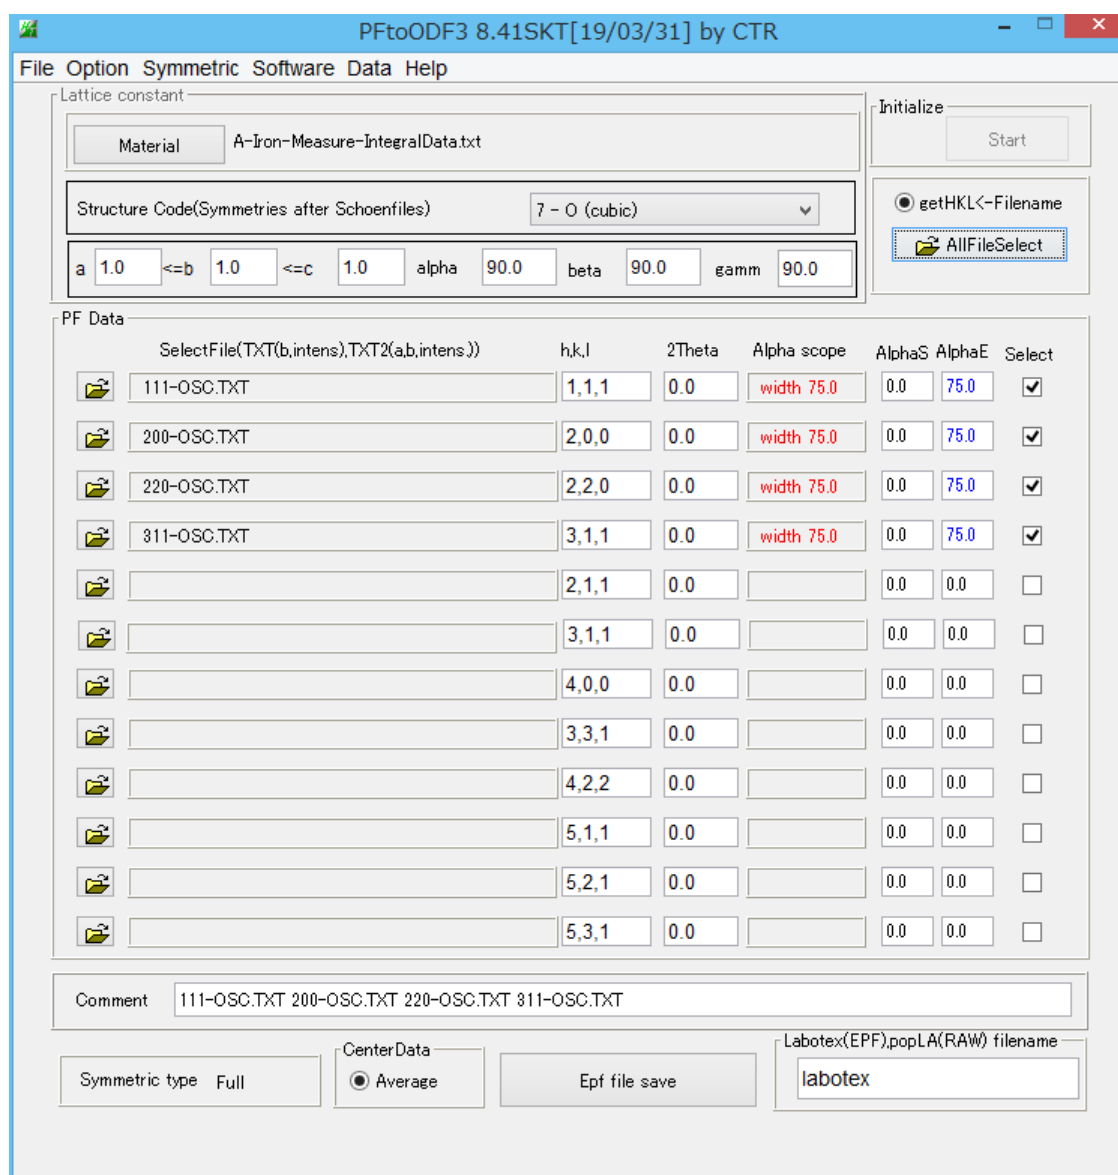 PFtoODF3 8.41SKT[19/03/31] by CTR
File Option Symmetric Software Data Help
Lattice constant
Material A-Iron-Measure-IntegralData.txt
Initialize
Start
Structure Code(Symmetries after Schoenfiles) 7 - O (cubic)
getHKL<-Filename
AllFileSelect
a 1.0 <=b 1.0 <=c 1.0 alpha 90.0 beta 90.0 gamm 90.0
PF Data
SelectFile(TXT(b,intens),TXT2(a,b,intens.)) h,k,l 2Theta Alpha scope AlphaS AlphaE Select
111-OSC.TXT 1,1,1 0.0 width 75.0 0.0 75.0
200-OSC.TXT 2,0,0 0.0 width 75.0 0.0 75.0
220-OSC.TXT 2,2,0 0.0 width 75.0 0.0 75.0
311-OSC.TXT 3,1,1 0.0 width 75.0 0.0 75.0
2,1,1 0.0 0.0 0.0
3,1,1 0.0 0.0 0.0
4,0,0 0.0 0.0 0.0
3,3,1 0.0 0.0 0.0
4,2,2 0.0 0.0 0.0
5,1,1 0.0 0.0 0.0
5,2,1 0.0 0.0 0.0
5,3,1 0.0 0.0 0.0
Comment 111-OSC.TXT 200-OSC.TXT 220-OSC.TXT 311-OSC.TXT
Symmetric type Full
CenterData
Average
Epf file save
Labotex(EPF),popLA(RAW) filename
labotex